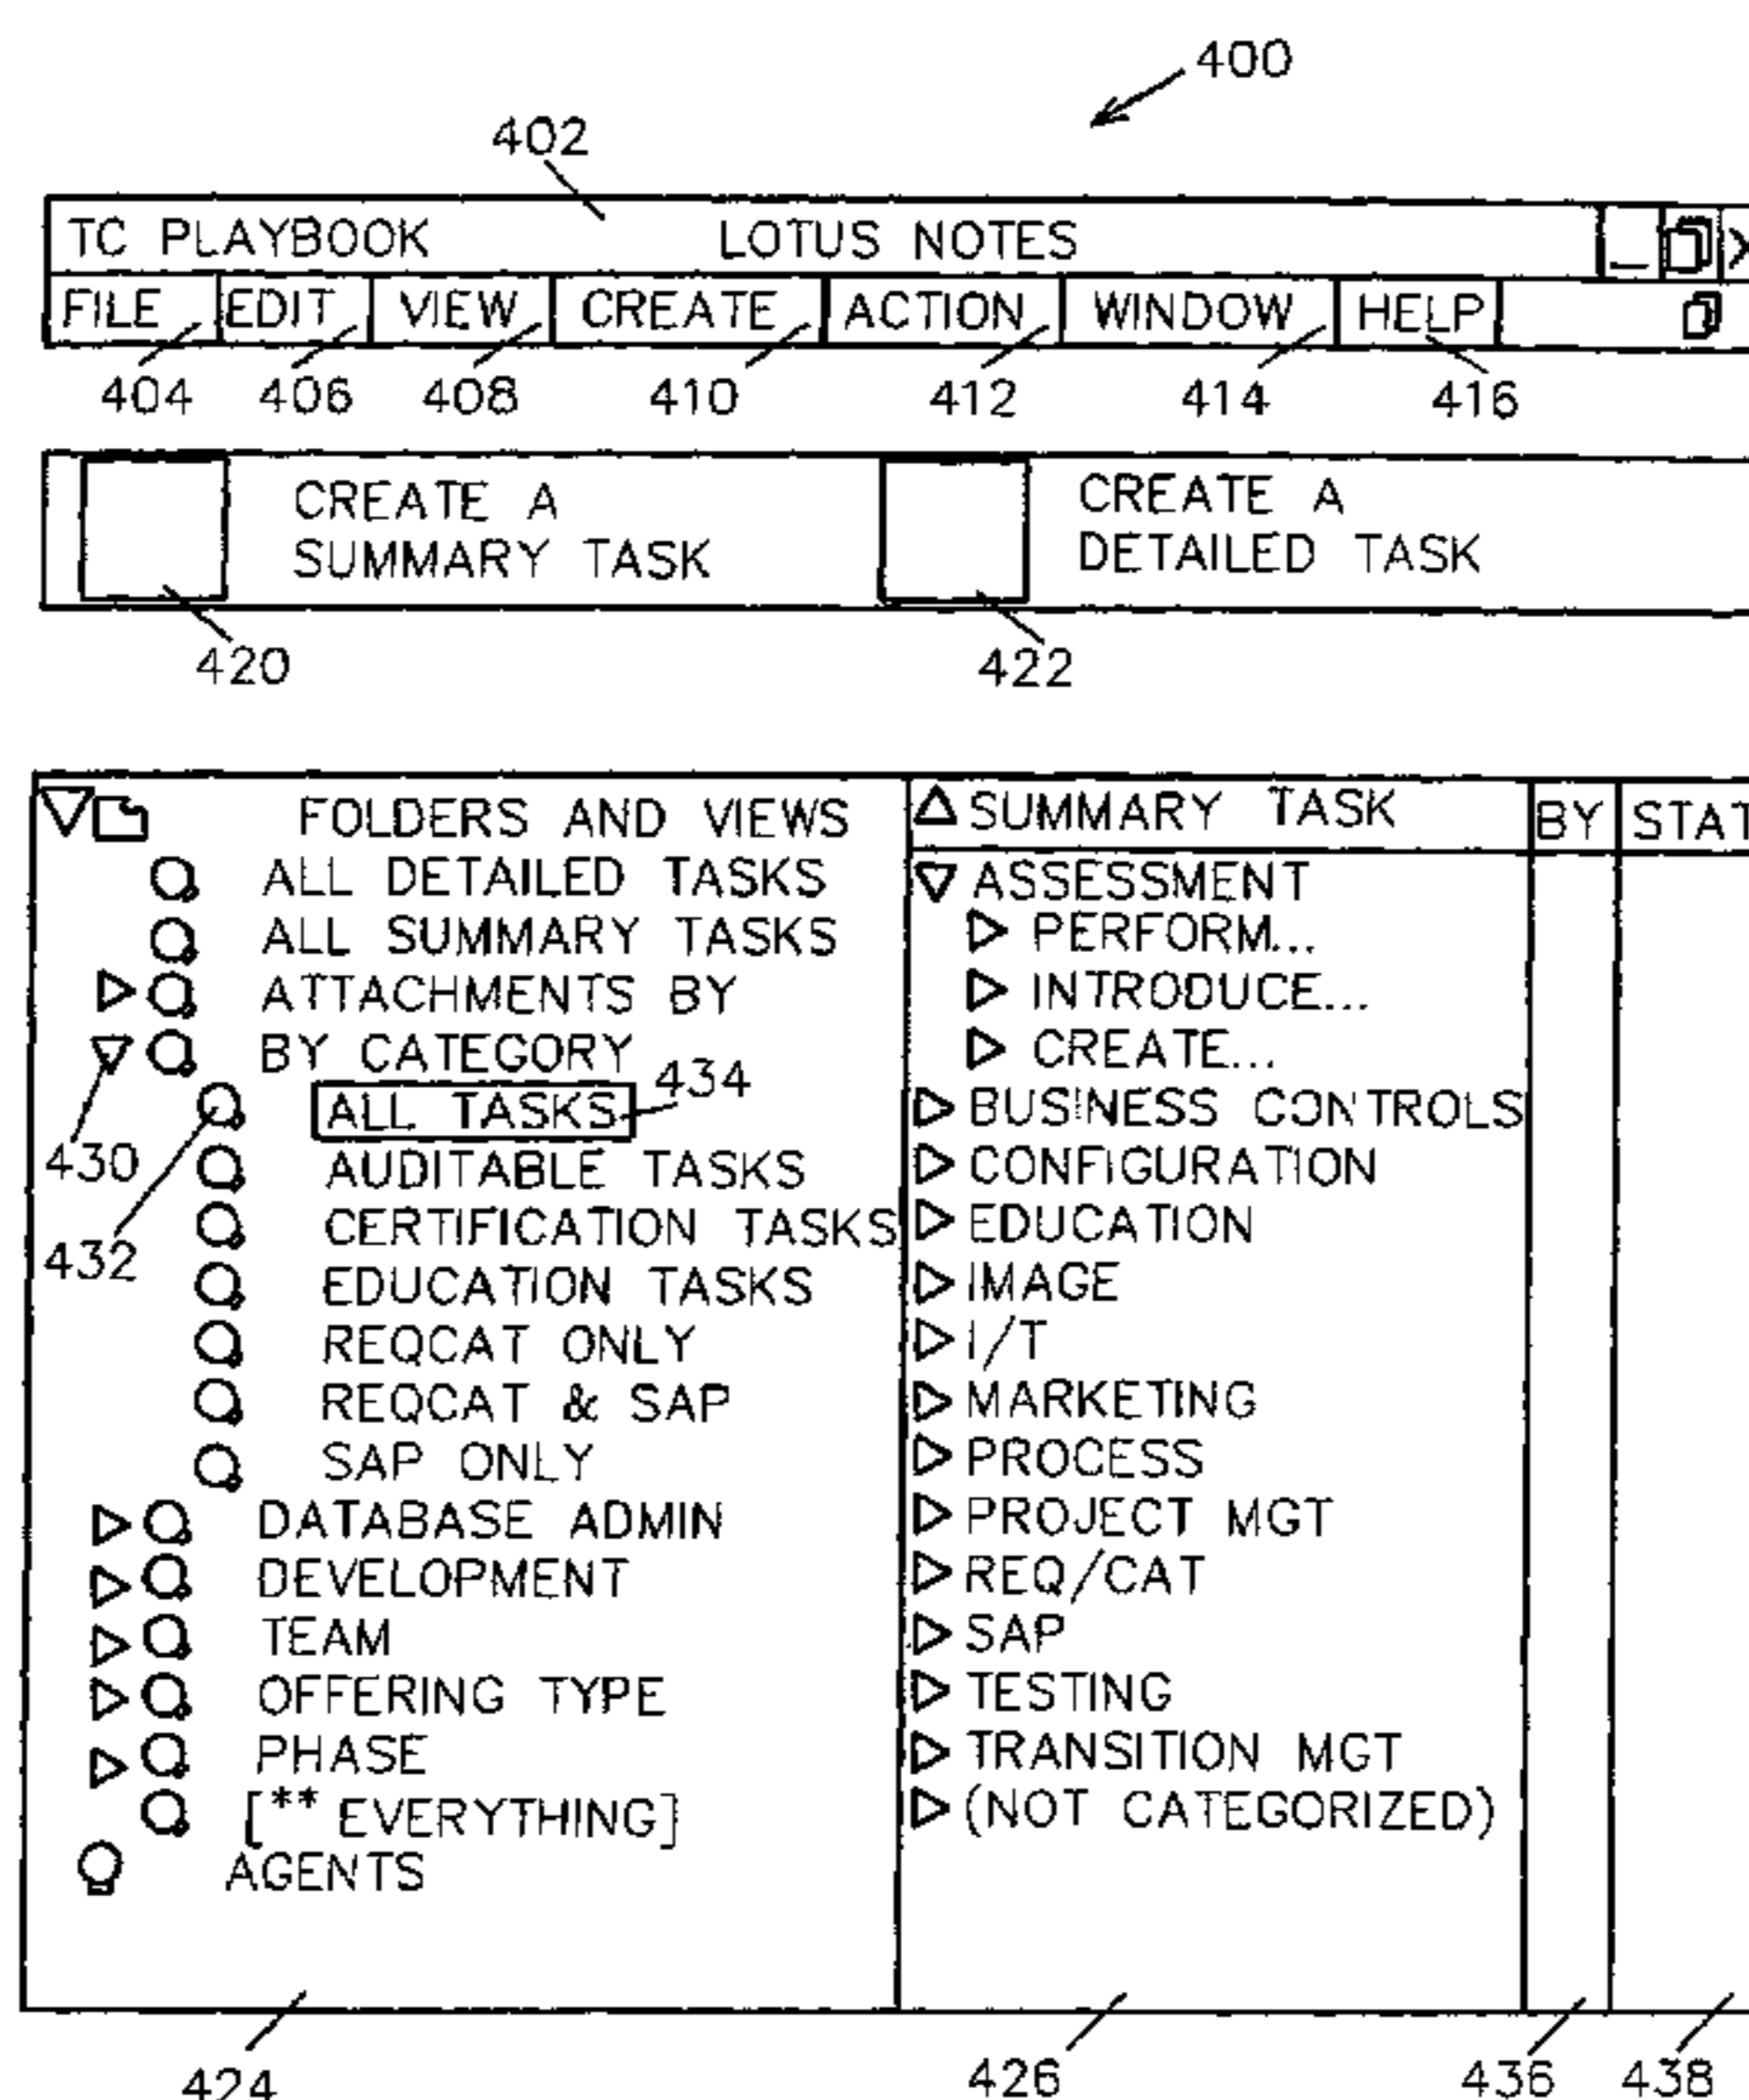 400
402
TC PLAYBOOK LOTUS NOTES
FILE EDIT VIEW CREATE ACTION WINDOW HELP
404 406 408 410 412 414 416
CREATE A
SUMMARY TASK
CREATE A
DETAILED TASK
420 422
FOLDERS AND VIEWS
ALL DETAILED TASKS
ALL SUMMARY TASKS
ATTACHMENTS BY
BY CATEGORY
ALL TASKS 434
430
AUDITABLE TASKS
CERTIFICATION TASKS
432
EDUCATION TASKS
REQCAT ONLY
REQCAT & SAP
SAP ONLY
DATABASE ADMIN
DEVELOPMENT
TEAM
OFFERING TYPE
PHASE
[** EVERYTHING]
AGENTS
SUMMARY TASK BY STAT
ASSESSMENT
PERFORM...
INTRODUCE...
CREATE...
BUSINESS CONTROLS
CONFIGURATION
EDUCATION
IMAGE
I/T
MARKETING
PROCESS
PROJECT MGT
REQ/CAT
SAP
TESTING
TRANSITION MGT
(NOT CATEGORIZED)
424 426 436 438